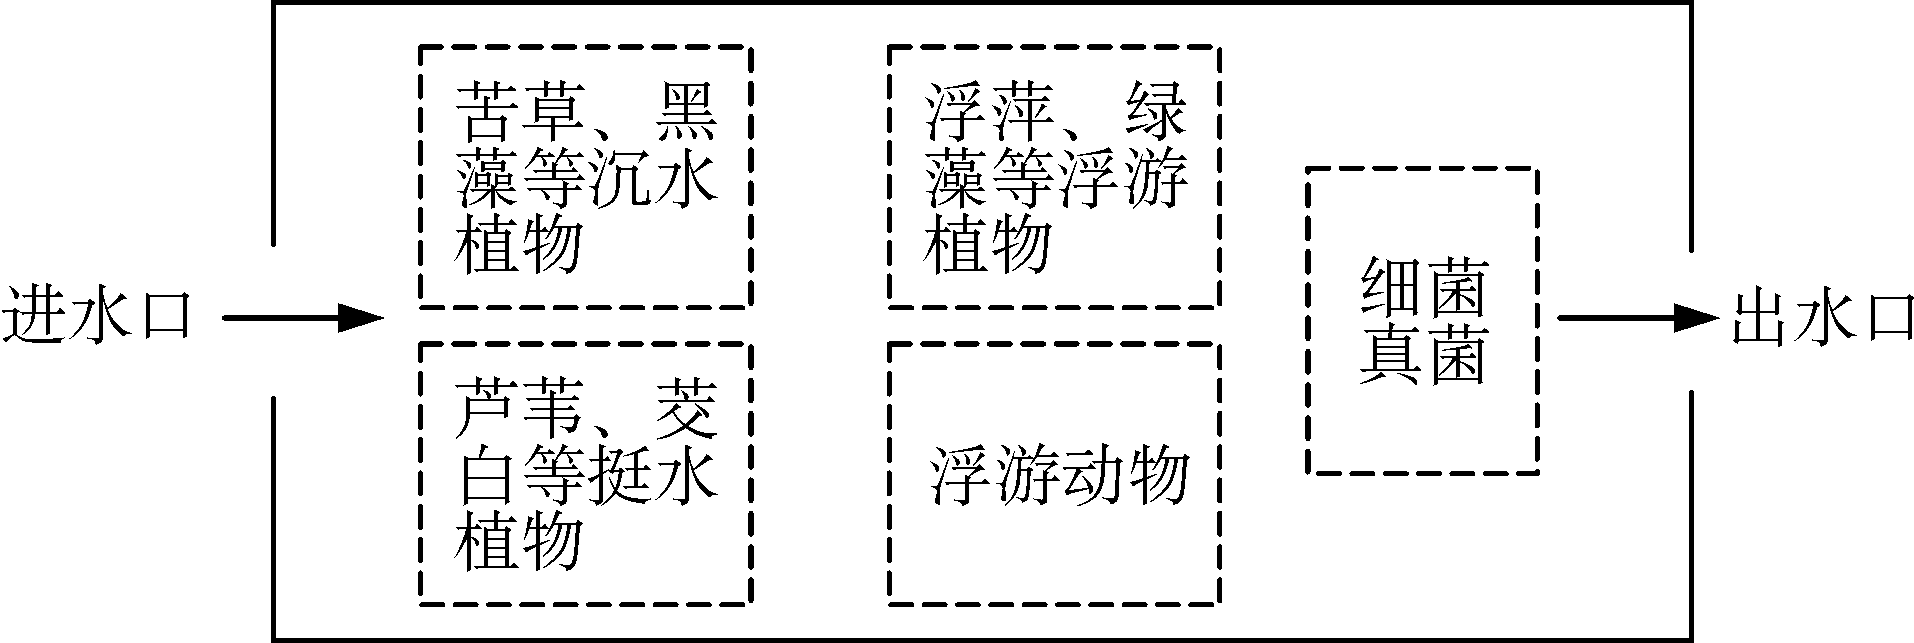 进水口
苦草、黑
藻等沉水
植物
芦苇、茭
白等挺水
植物
浮萍、绿
藻等浮游
植物
浮游动物
细菌
真菌
出水口